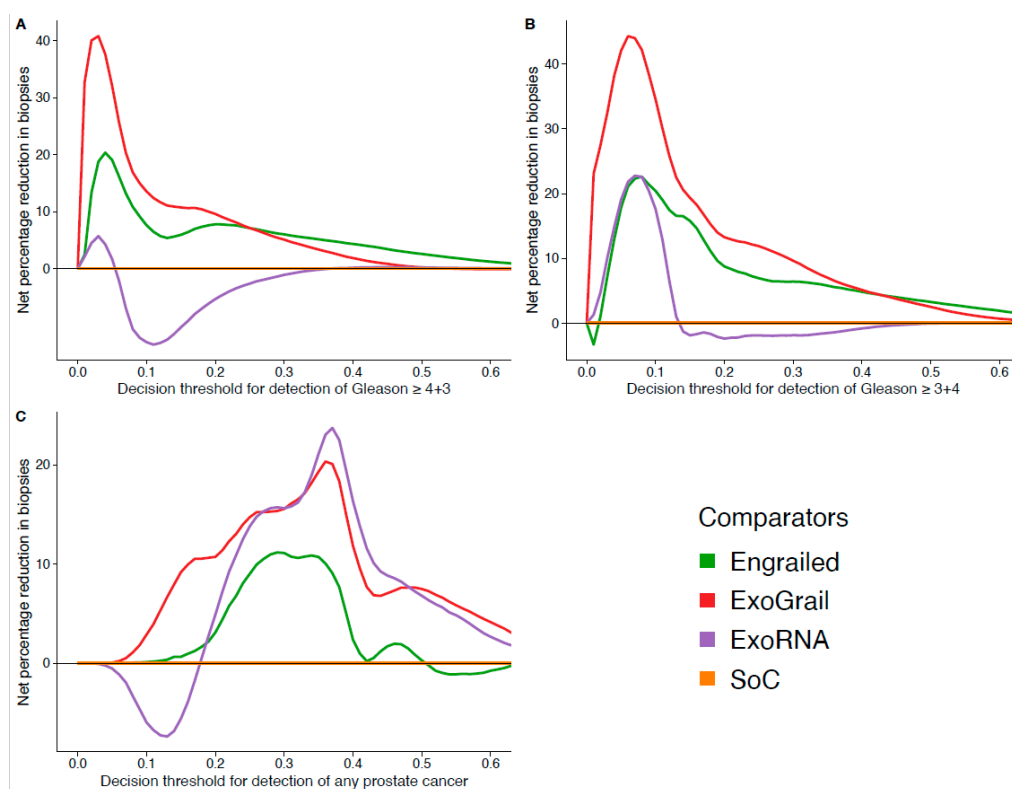 A
Net percentage reduction in biopsies
40
30
20
10
0
0.0 0.1 0.2 0.3 0.4 0.5 0.6
Decision threshold for detection of Gleason ≥ 4+3
B
Net percentage reduction in biopsies
40
30
20
10
0
0.0 0.1 0.2 0.3 0.4 0.5 0.6
Decision threshold for detection of Gleason ≥ 3+4
C
Net percentage reduction in biopsies
20
10
0
0.0 0.1 0.2 0.3 0.4 0.5 0.6
Decision threshold for detection of any prostate cancer
Comparators
Engrailed
ExoGrail
ExoRNA
SoC